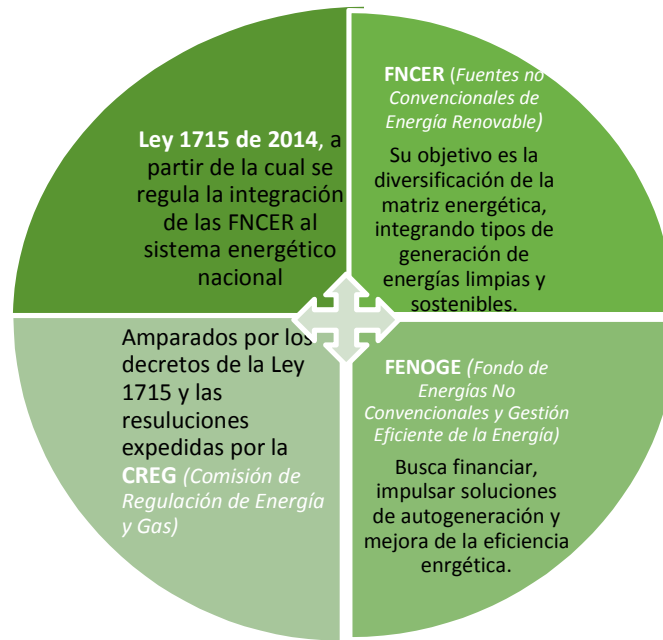 Ley 1715 de 2014, a
partir de la cual se
regula la integración
de las FNCER al
sistema energético
nacional
FNCER (Fuentes no
Convencionales de
Energía Renovable)
Su objetivo es la
diversificación de la
matriz energética,
integrando tipos de
generación de
energías limpias y
sostenibles.
Amparados por los
decretos de la Ley
1715 y las
resuluciones
expedidas por la
CREG (Comisión de
Regulación de Energía
y Gas)
FENOGE (Fondo de
Energías No
Convencionales y Gestión
Eficiente de la Energía)
Busca financiar,
impulsar soluciones
de autogeneración y
mejora de la eficiencia
enrgética.